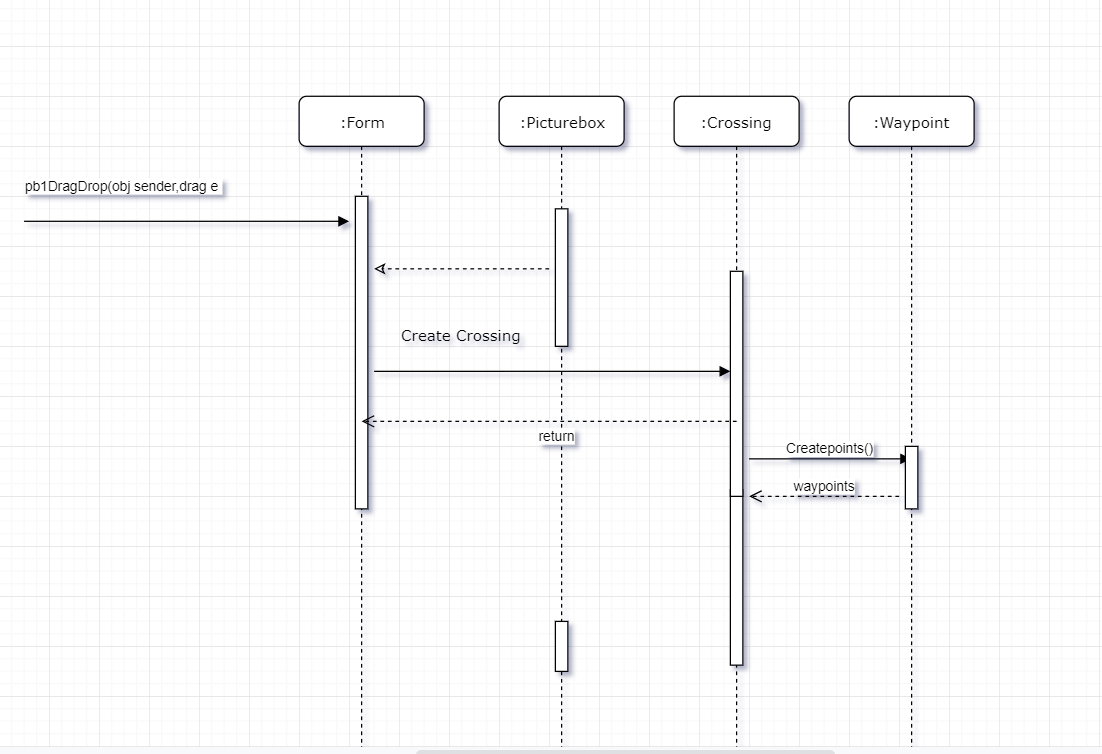 :Form
:Picturebox
:Crossing
:Waypoint
pb1DragDrop(obj sender,drag e
Create Crossing
return
Createpoints()
waypoints